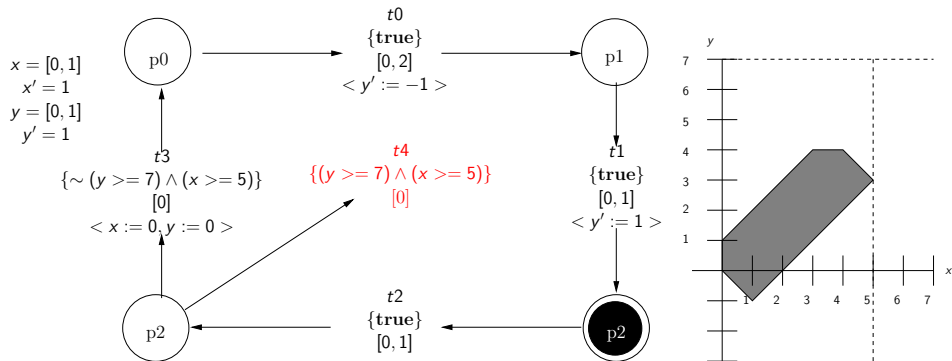 t0
{true}
[0, 2]
< y′ := −1 >
p0
p1
x = [0, 1]
x′ = 1
y = [0, 1]
y′ = 1
t3
{∼ (y >= 7) ∧ (x >= 5)}
[0]
< x := 0, y := 0 >
t4
{(y >= 7) ∧ (x >= 5)}
[0]
t1
{true}
[0, 1]
< y′ := 1 >
p2
t2
{true}
[0, 1]
p2
y
7
6
5
4
3
2
1
x
1 2 3 4 5 6 7